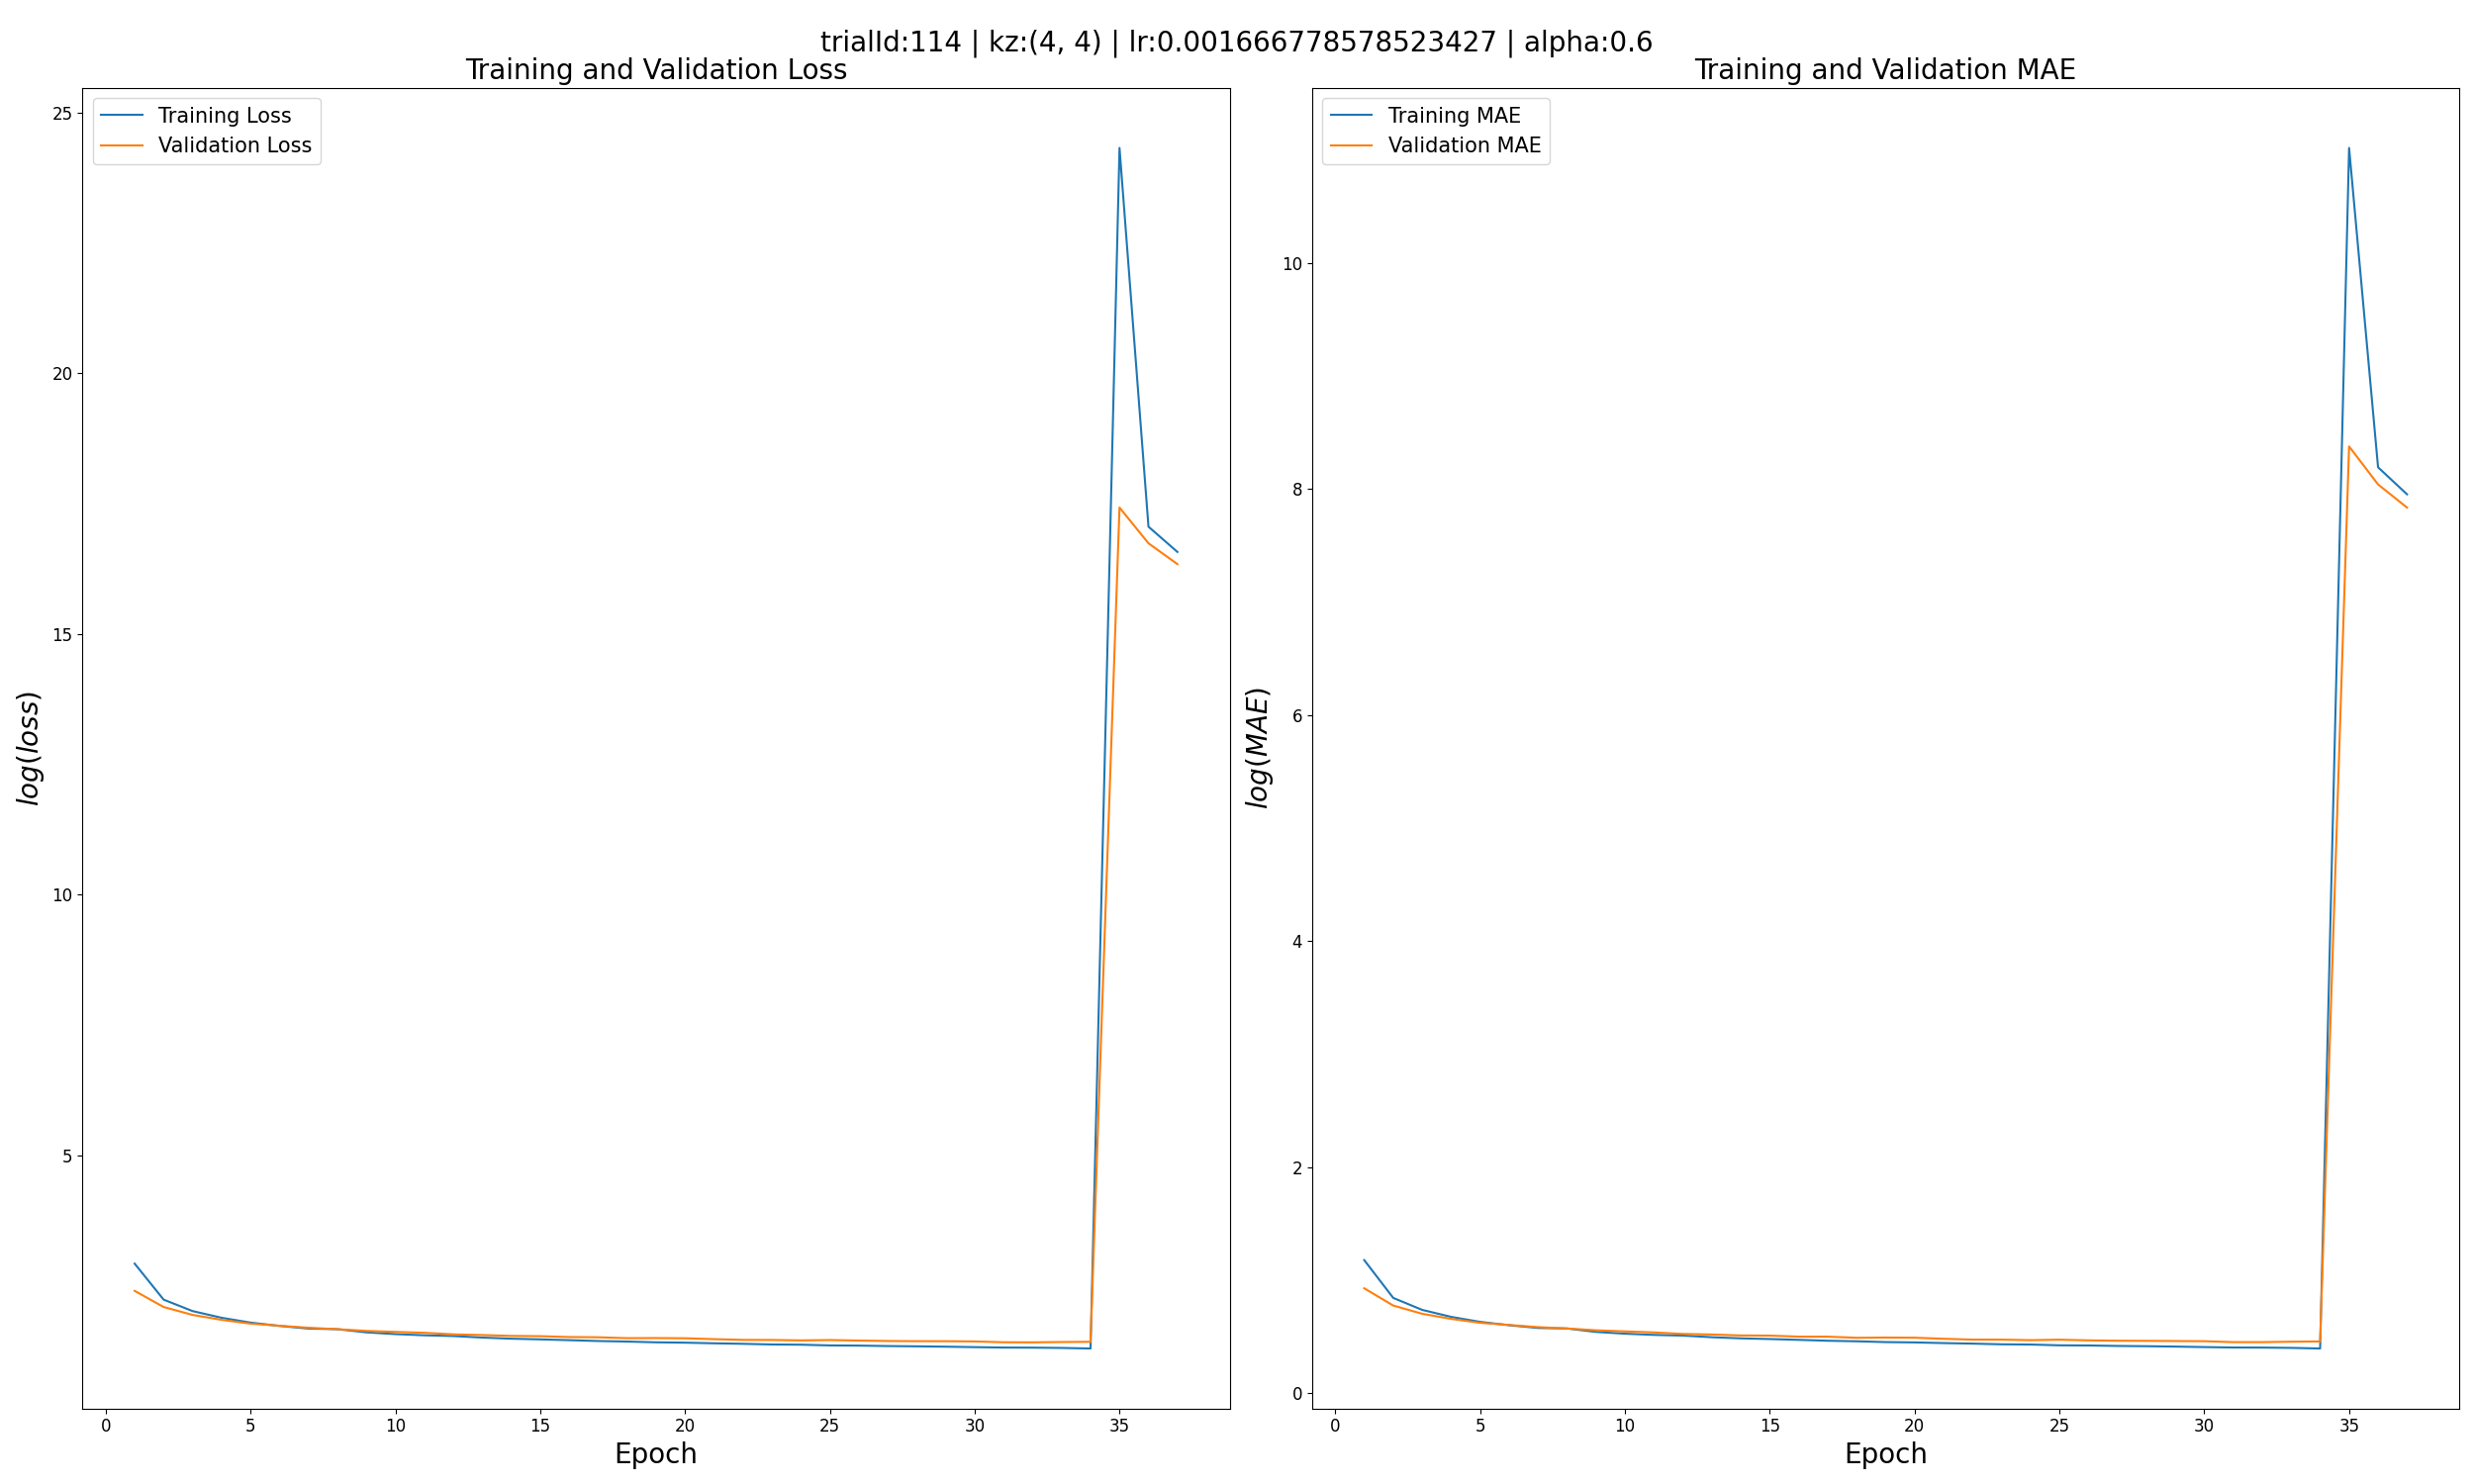 trialId:114 | kz:(4, 4) | lr:0.001666778578523427 | alpha:0.6
Training and Validation Loss
Training Loss
Validation Loss
25
20
15
10
5
log(loss)
0 5 10 15 20 25 30 35
Epoch
Training and Validation MAE
Training MAE
Validation MAE
10
8
6
4
2
0
log(MAE)
0 5 10 15 20 25 30 35
Epoch